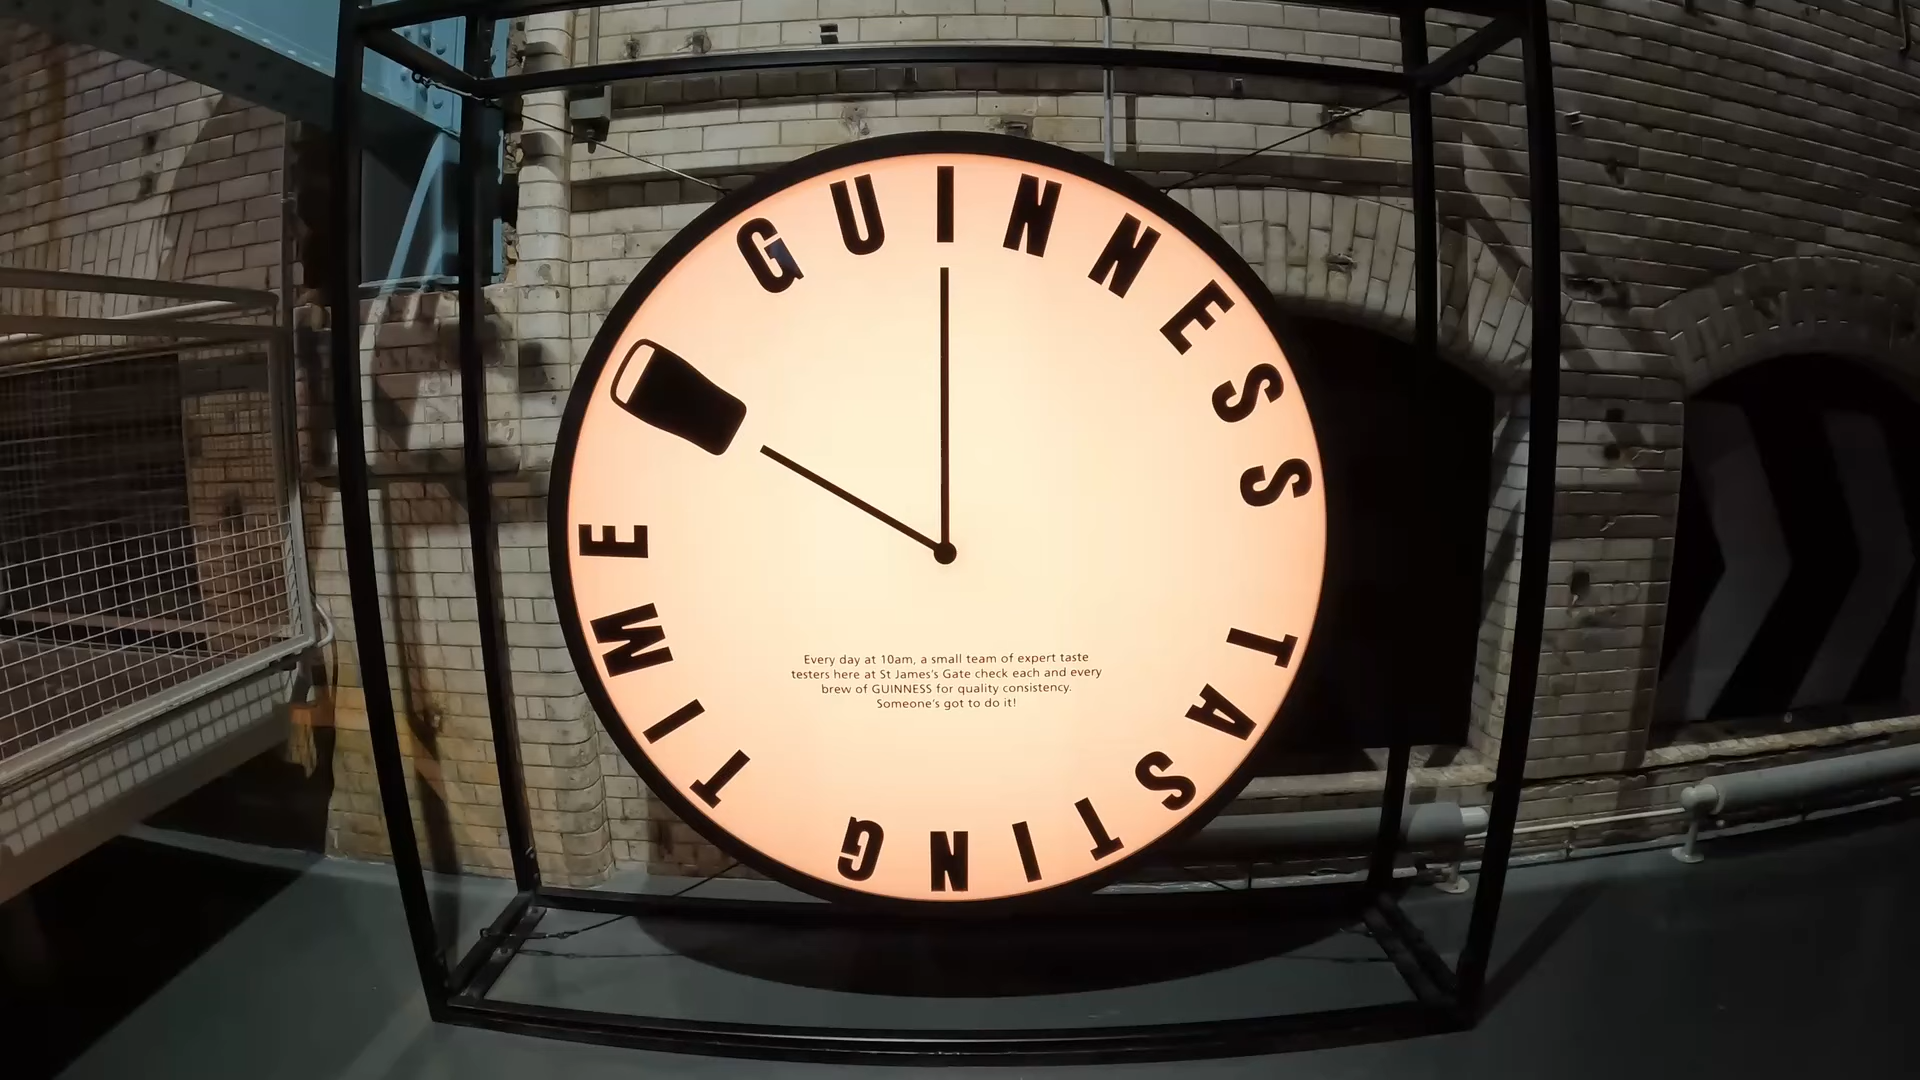 GUINNESS TASTING TIME
Every day at 10am, a small team of expert taste
testers here at St James's Gate check each and every
brew of GUINNESS for quality consistency.
Someone's got to do it!